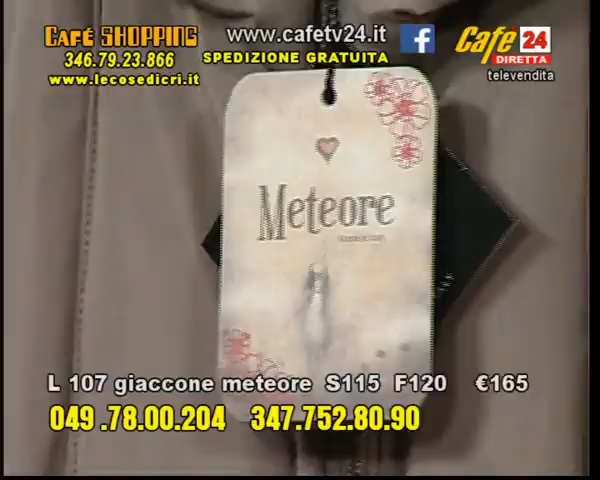 Café SHOPPING
346.79.23.866
www.lecosedicri.it
www.cafetv24.it
SPEDIZIONE GRATUITA
f
Café 24
DIRETTA
televendita
Meteore
L 107 giaccone meteore S115 F120 €165
049.78.00.204 347.752.80.90